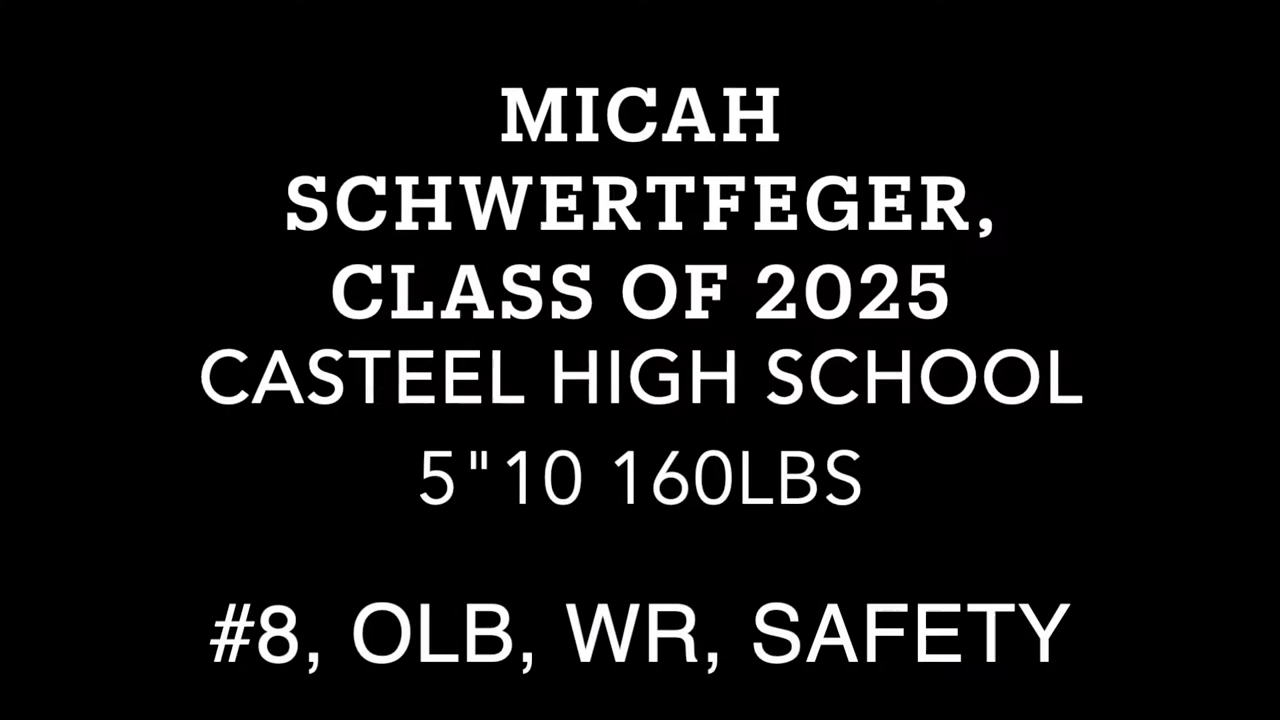 MICAH
SCHWERTFEGER,
CLASS OF 2025
CASTEEL HIGH SCHOOL
5"10 160LBS
#8, OLB, WR, SAFETY